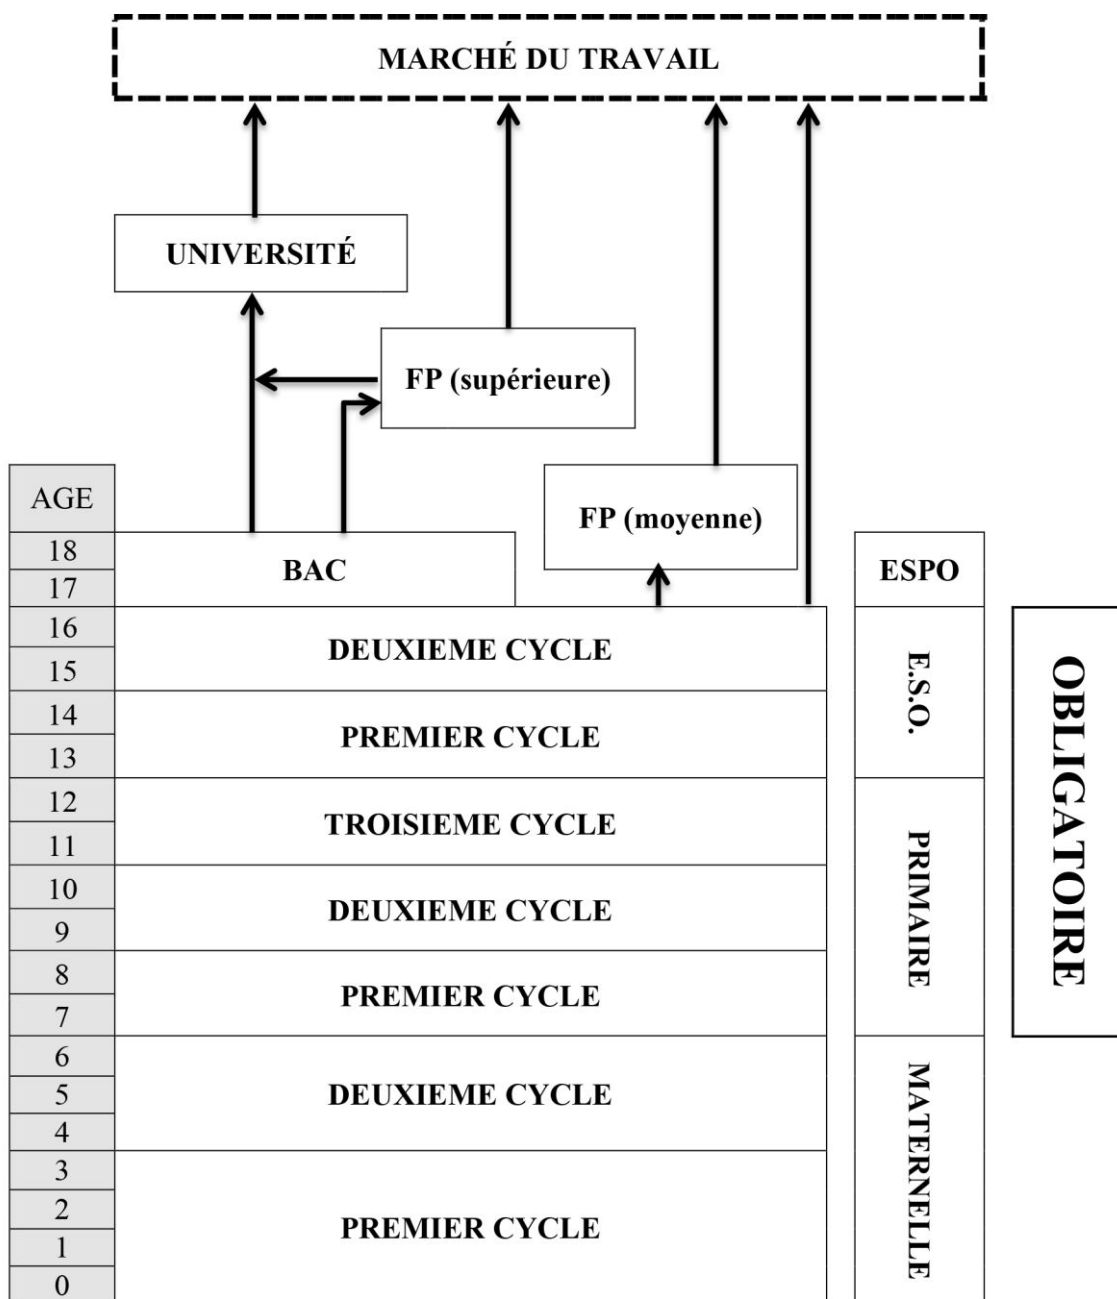 MARCHÉ DU TRAVAIL
UNIVERSITÉ
FP (supérieure)
AGE
FP (moyenne)
18
BAC
ESPO
17
16
DEUXIEME CYCLE
15
E.S.O.
14
PREMIER CYCLE
13
OBLIGATOIRE
12
TROISIEME CYCLE
11
10
DEUXIEME CYCLE
9
PRIMAIRE
8
PREMIER CYCLE
7
6
DEUXIEME CYCLE
5
4
MATERNELLE
3
2
PREMIER CYCLE
1
0